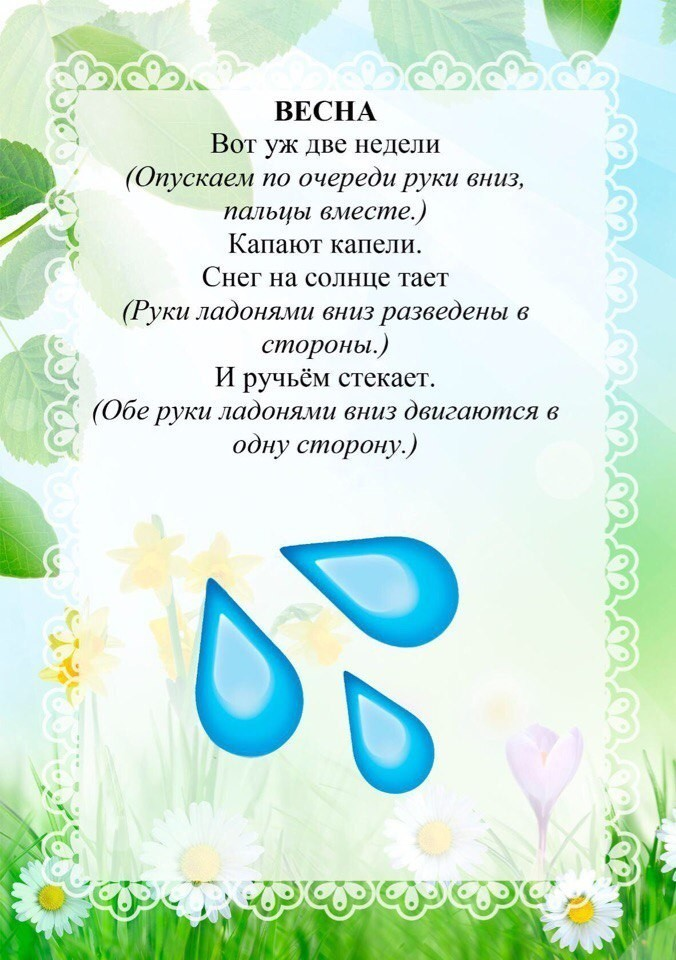 ВЕСНА
Вот уж две недели
(Опускаем по очереди руки вниз,
пальцы вместе.)
Капают капели.
Снег на солнце тает
(Руки ладонями вниз разведены в
стороны.)
И ручьём стекает.
(Обе руки ладонями вниз двигаются в
одну сторону.)